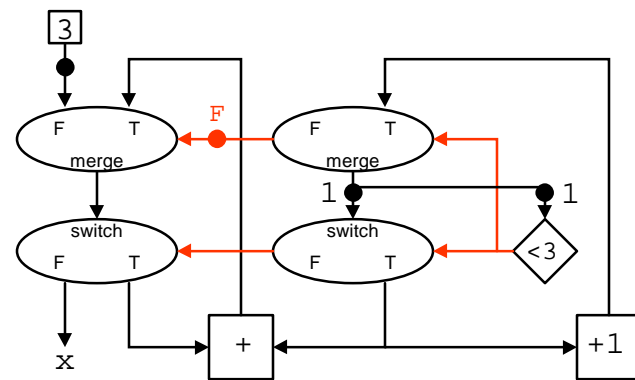 3
F
F T
F T
merge
merge
1
1
switch
switch
<3
F T
F T
x
+
+1